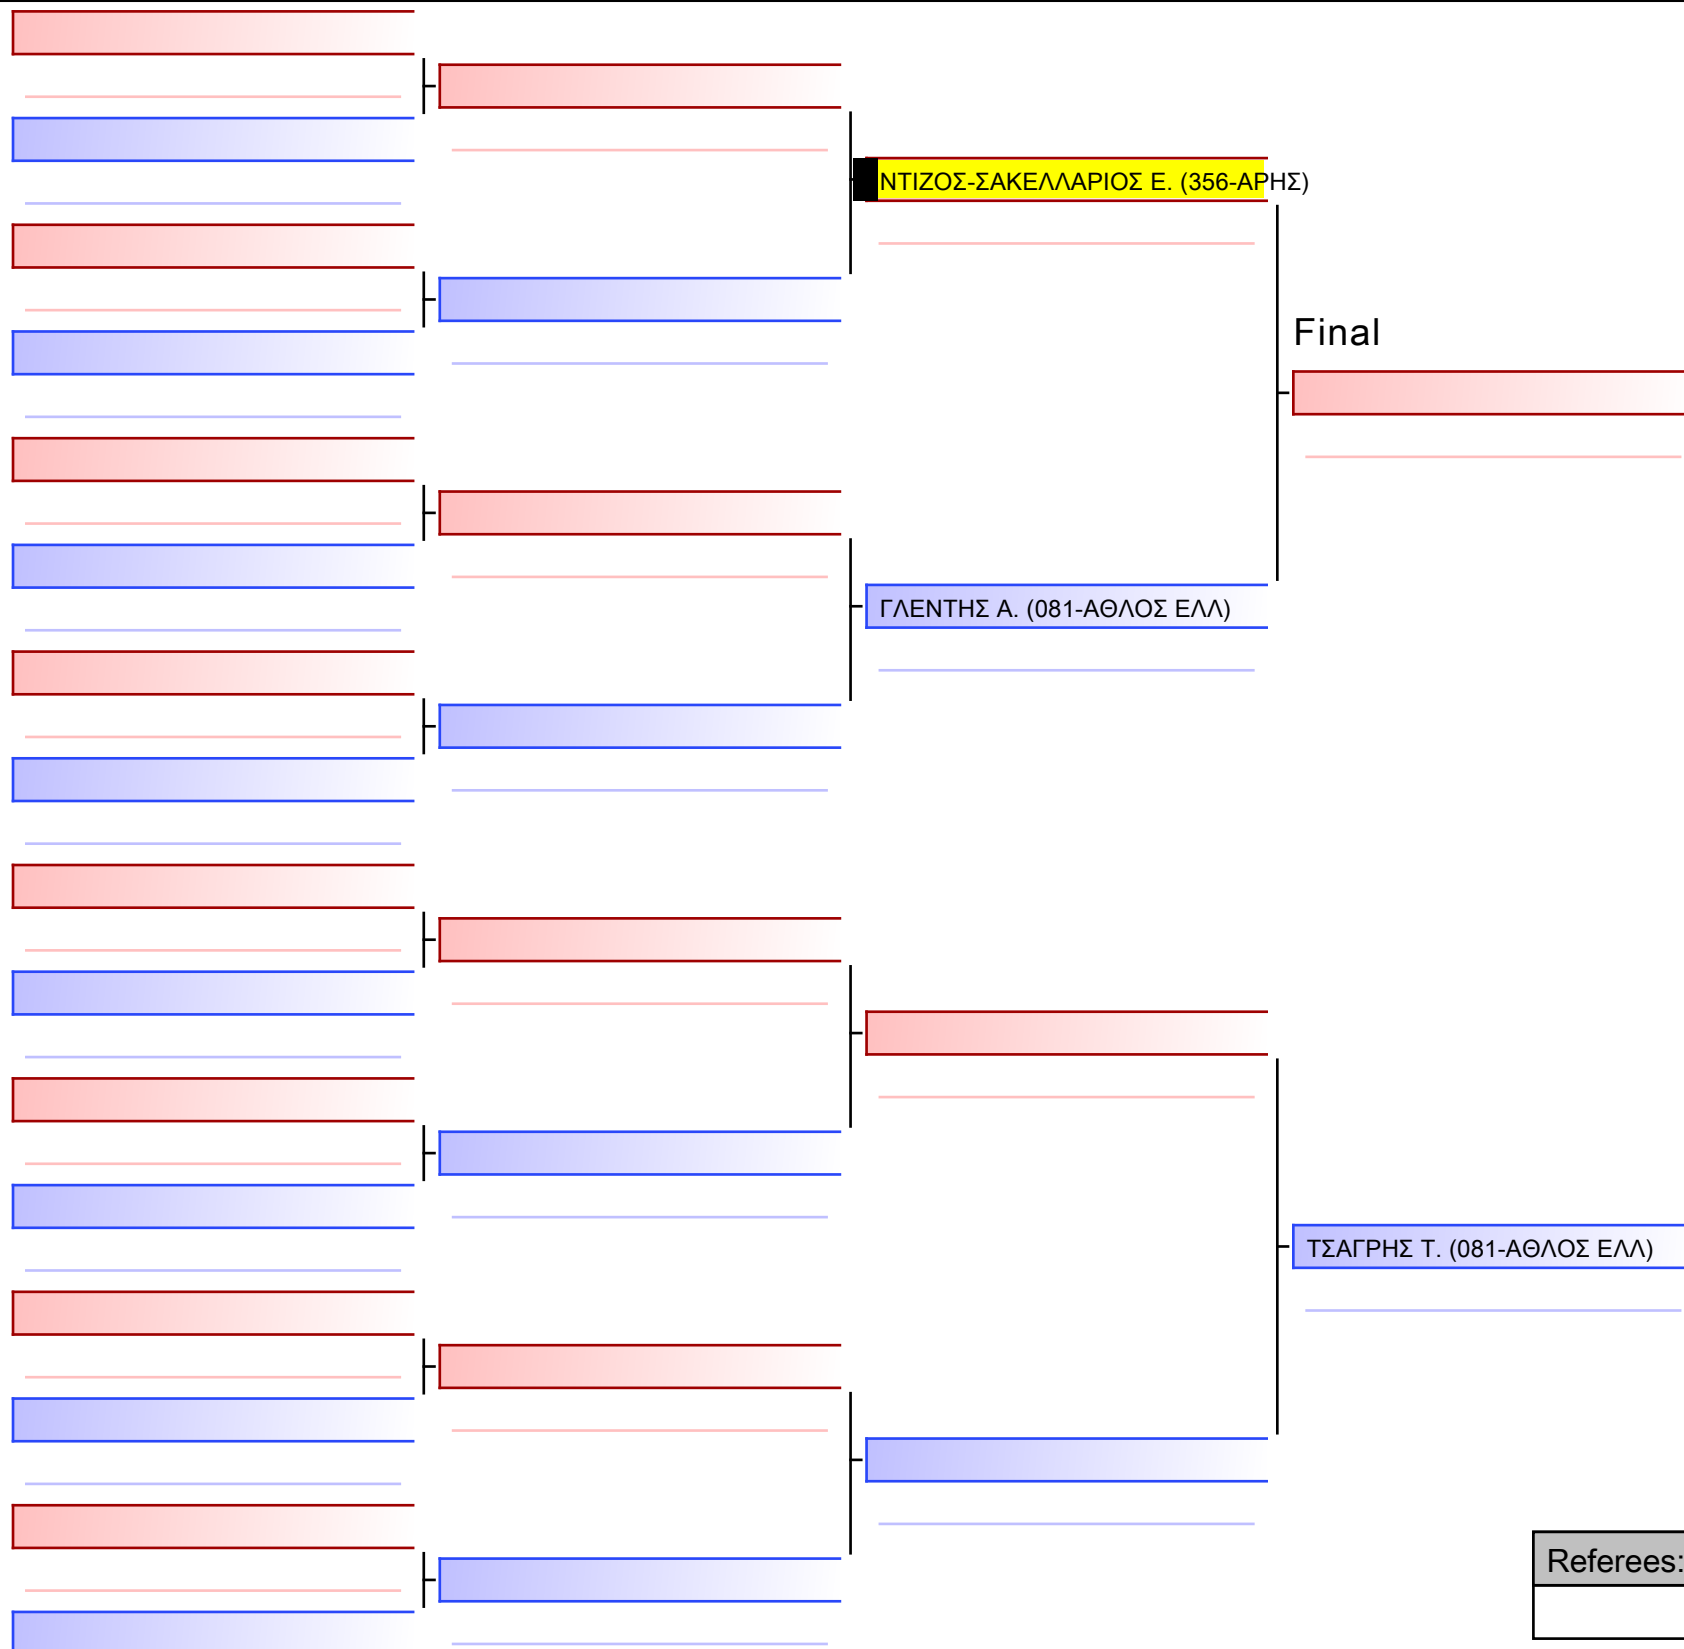 ΝΤΙΖΟΣ-ΣΑΚΕΛΛΑΡΙΟΣ Ε. (356-ΑΡΗΣ)
Final
ΓΛΕΝΤΗΣ Α. (081-ΑΘΛΟΣ ΕΛΛ)
ΤΣΑΓΡΗΣ Τ. (081-ΑΘΛΟΣ ΕΛΛ)
Referees: